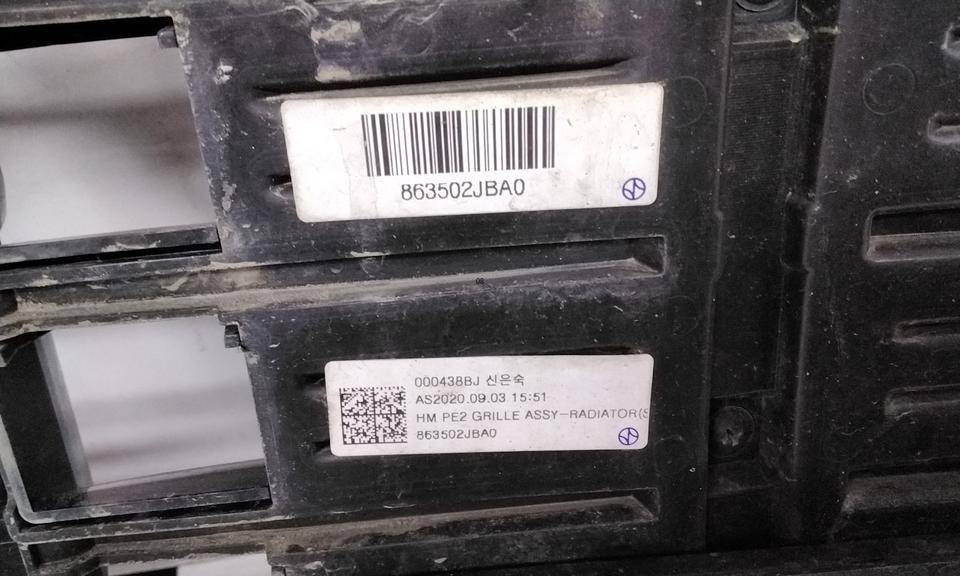 863502JBA0
000438BJ 신은숙
AS2020.09.03 15:51
HM PE2 GRILLE ASSY-RADIATOR(S
863502JBA0